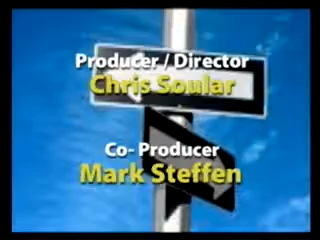 Producer / Director
Chris Soular
Co- Producer
Mark Steffen